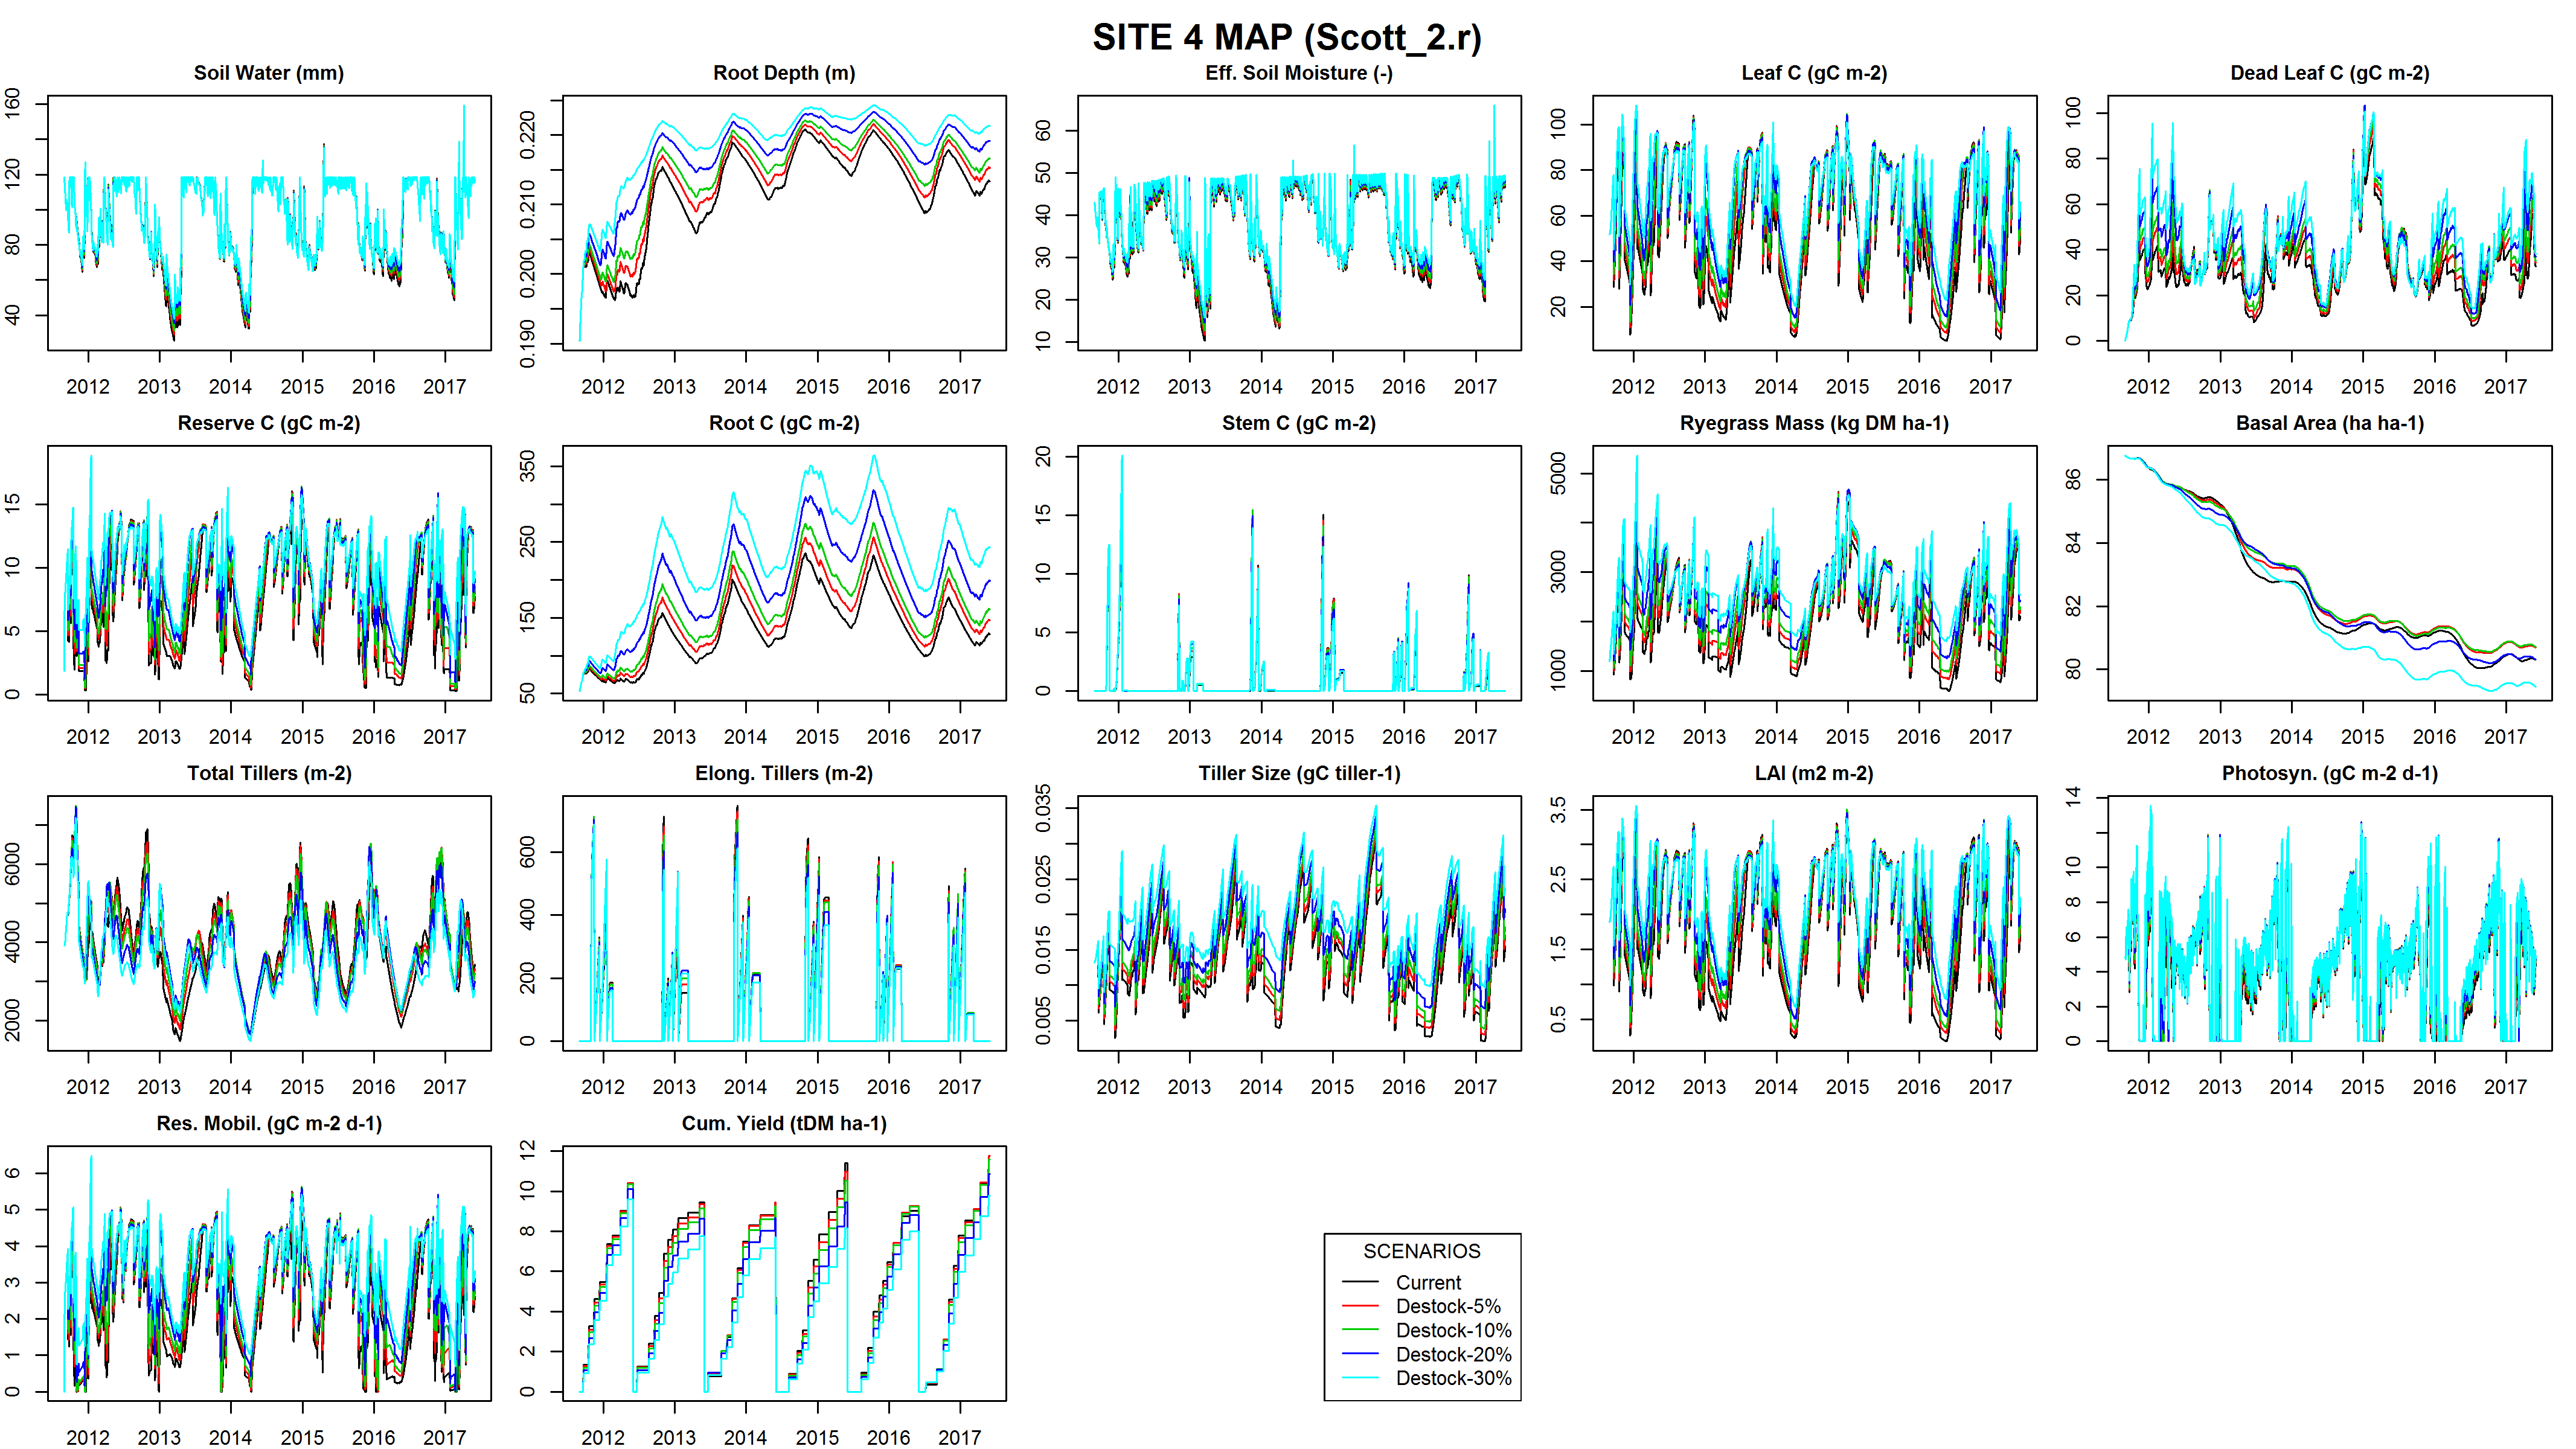 SITE 4 MAP (Scott_2.r)
Soil Water (mm)
40 80 120 160
2012 2013 2014 2015 2016 2017
Root Depth (m)
0.190 0.200 0.210 0.220
2012 2013 2014 2015 2016 2017
Eff. Soil Moisture (-)
10 20 30 40 50 60
2012 2013 2014 2015 2016 2017
Leaf C (gC m-2)
20 40 60 80 100
2012 2013 2014 2015 2016 2017
Dead Leaf C (gC m-2)
0 20 40 60 80 100
2012 2013 2014 2015 2016 2017
Reserve C (gC m-2)
0 5 10 15
2012 2013 2014 2015 2016 2017
Root C (gC m-2)
50 150 250 350
2012 2013 2014 2015 2016 2017
Stem C (gC m-2)
0 5 10 15 20
2012 2013 2014 2015 2016 2017
Ryegrass Mass (kg DM ha-1)
1000 3000 5000
2012 2013 2014 2015 2016 2017
Basal Area (ha ha-1)
80 82 84 86
2012 2013 2014 2015 2016 2017
Total Tillers (m-2)
2000 4000 6000
2012 2013 2014 2015 2016 2017
Elong. Tillers (m-2)
0 200 400 600
2012 2013 2014 2015 2016 2017
Tiller Size (gC tiller-1)
0.005 0.015 0.025 0.035
2012 2013 2014 2015 2016 2017
LAI (m2 m-2)
0.5 1.5 2.5 3.5
2012 2013 2014 2015 2016 2017
Photosyn. (gC m-2 d-1)
0 2 4 6 8 10 14
2012 2013 2014 2015 2016 2017
Res. Mobil. (gC m-2 d-1)
0 1 2 3 4 5 6
2012 2013 2014 2015 2016 2017
Cum. Yield (tDM ha-1)
0 2 4 6 8 10 12
2012 2013 2014 2015 2016 2017
SCENARIOS
Current
Destock-5%
Destock-10%
Destock-20%
Destock-30%